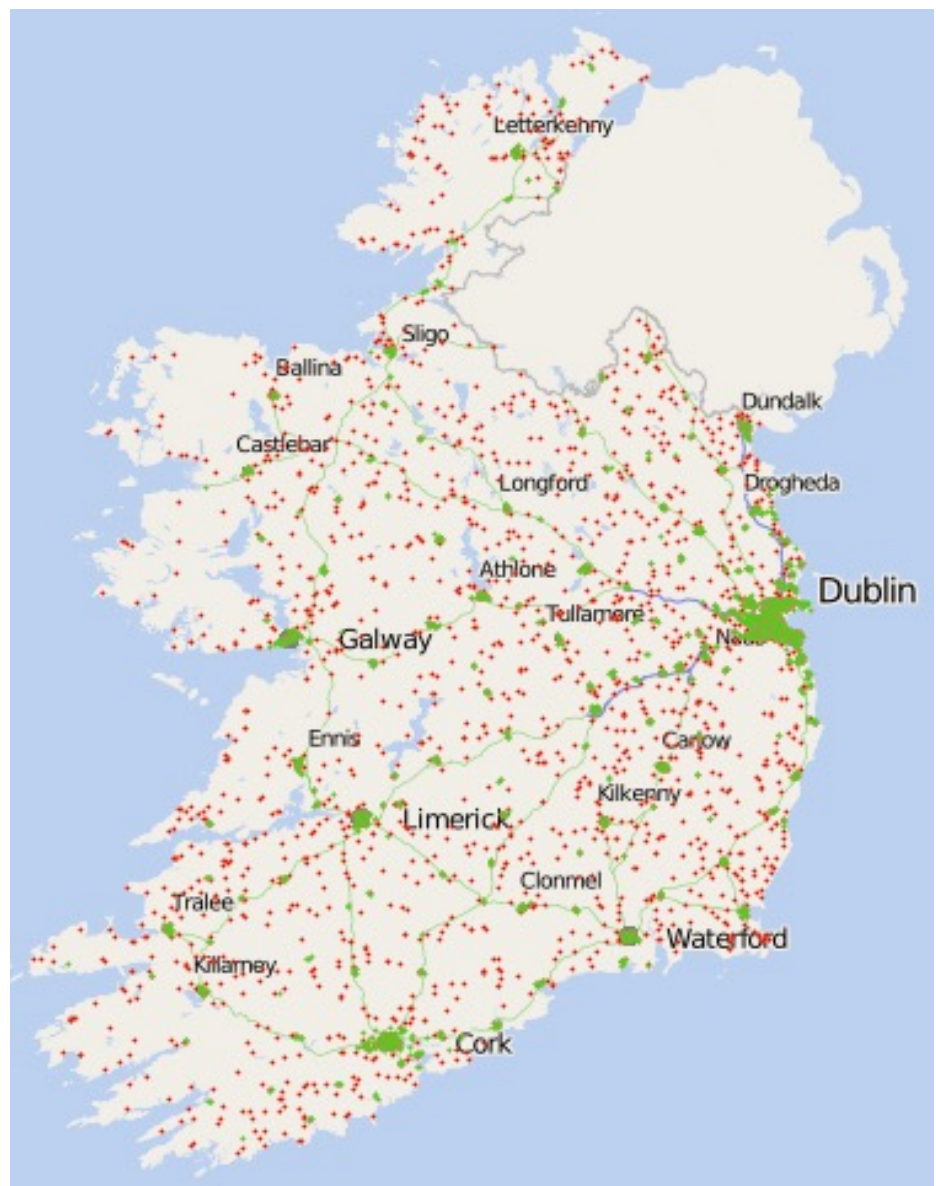 Letterkenny
Sligo
Ballina
Dundalk
Castlebar
Longford
Drogheda
Athlone
Dublin
Tullamore
Galway
Ennis
Carlow
Kilkenny
Limerick
Clonmel
Tralee
Waterford
Killarney
Cork